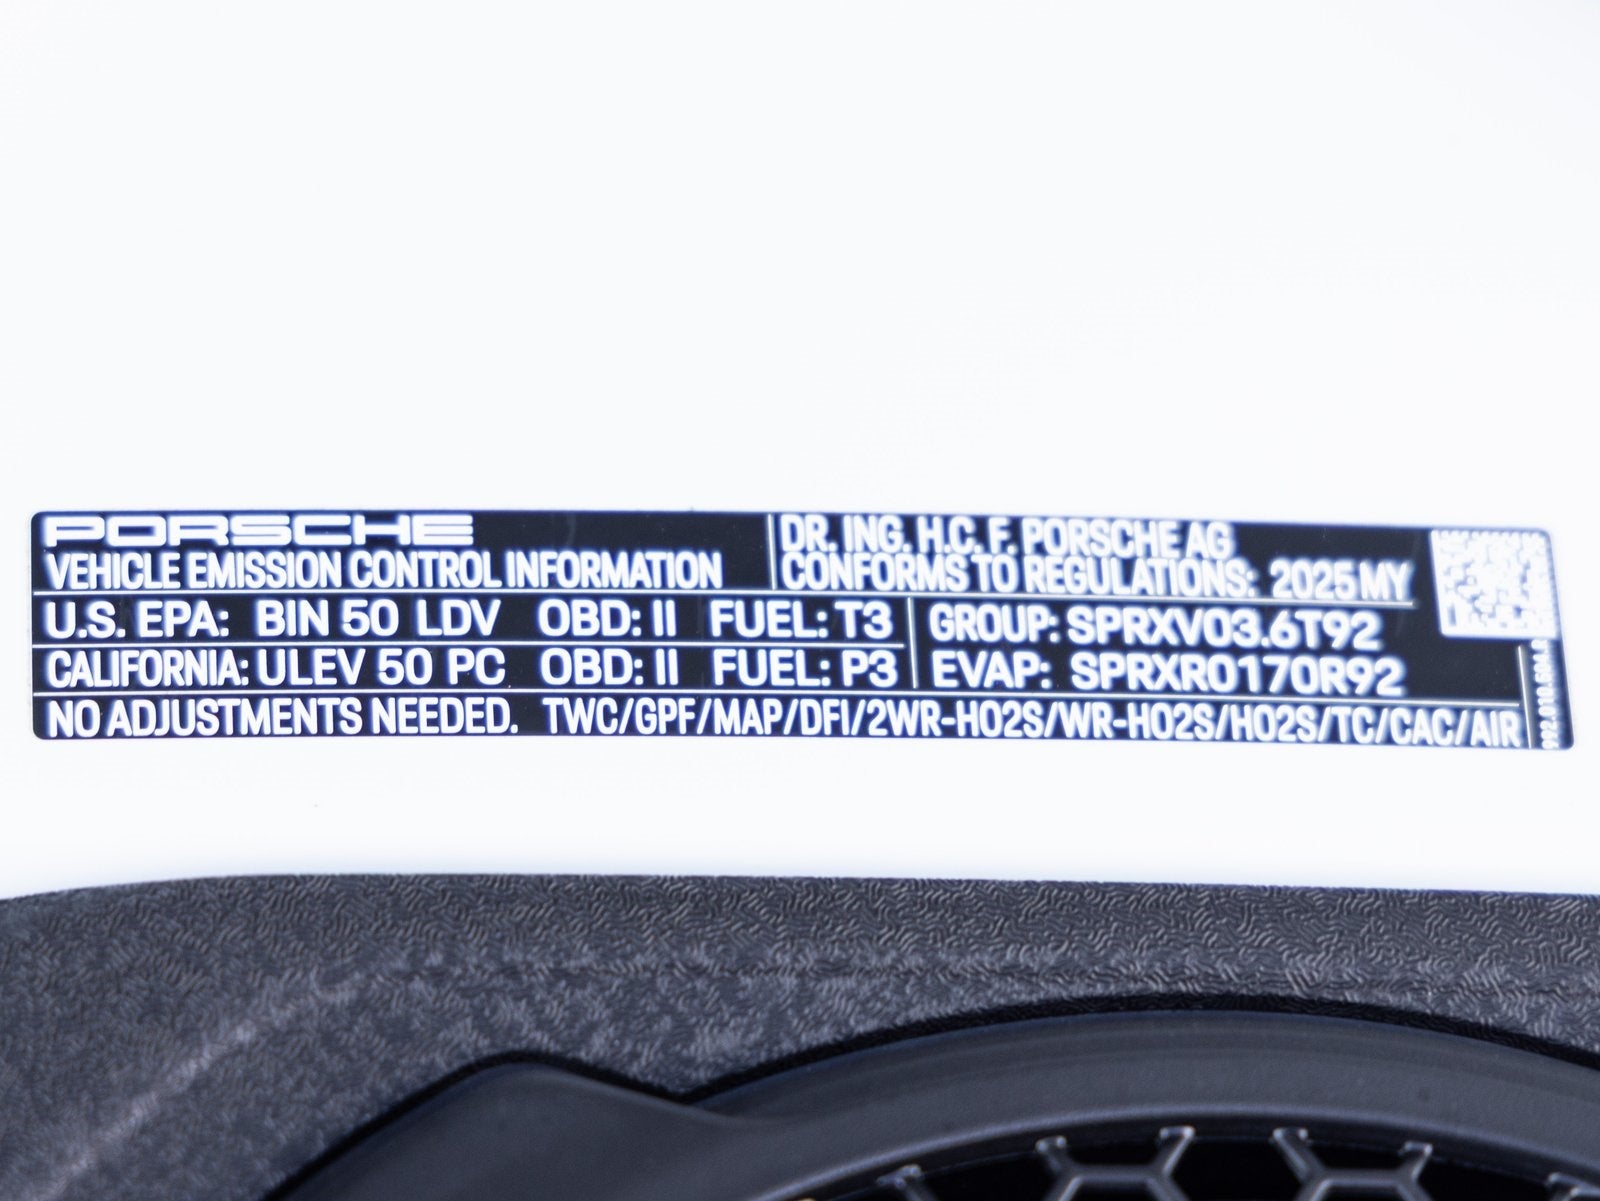 PORSCHE
VEHICLE EMISSION CONTROL INFORMATION
DR. ING. H.C. F. PORSCHE AG
CONFORMS TO REGULATIONS: 2025 MY
U.S. EPA: BIN 50 LDV OBD: II FUEL: T3
CALIFORNIA: ULEV 50 PC OBD: II FUEL: P3
GROUP: SPRXV03.6T92
EVAP: SPRXR0170R92
NO ADJUSTMENTS NEEDED. TWC/GPF/MAP/DFI/2WR-HO2S/WR-HO2S/HO2S/TC/CAC/AIR